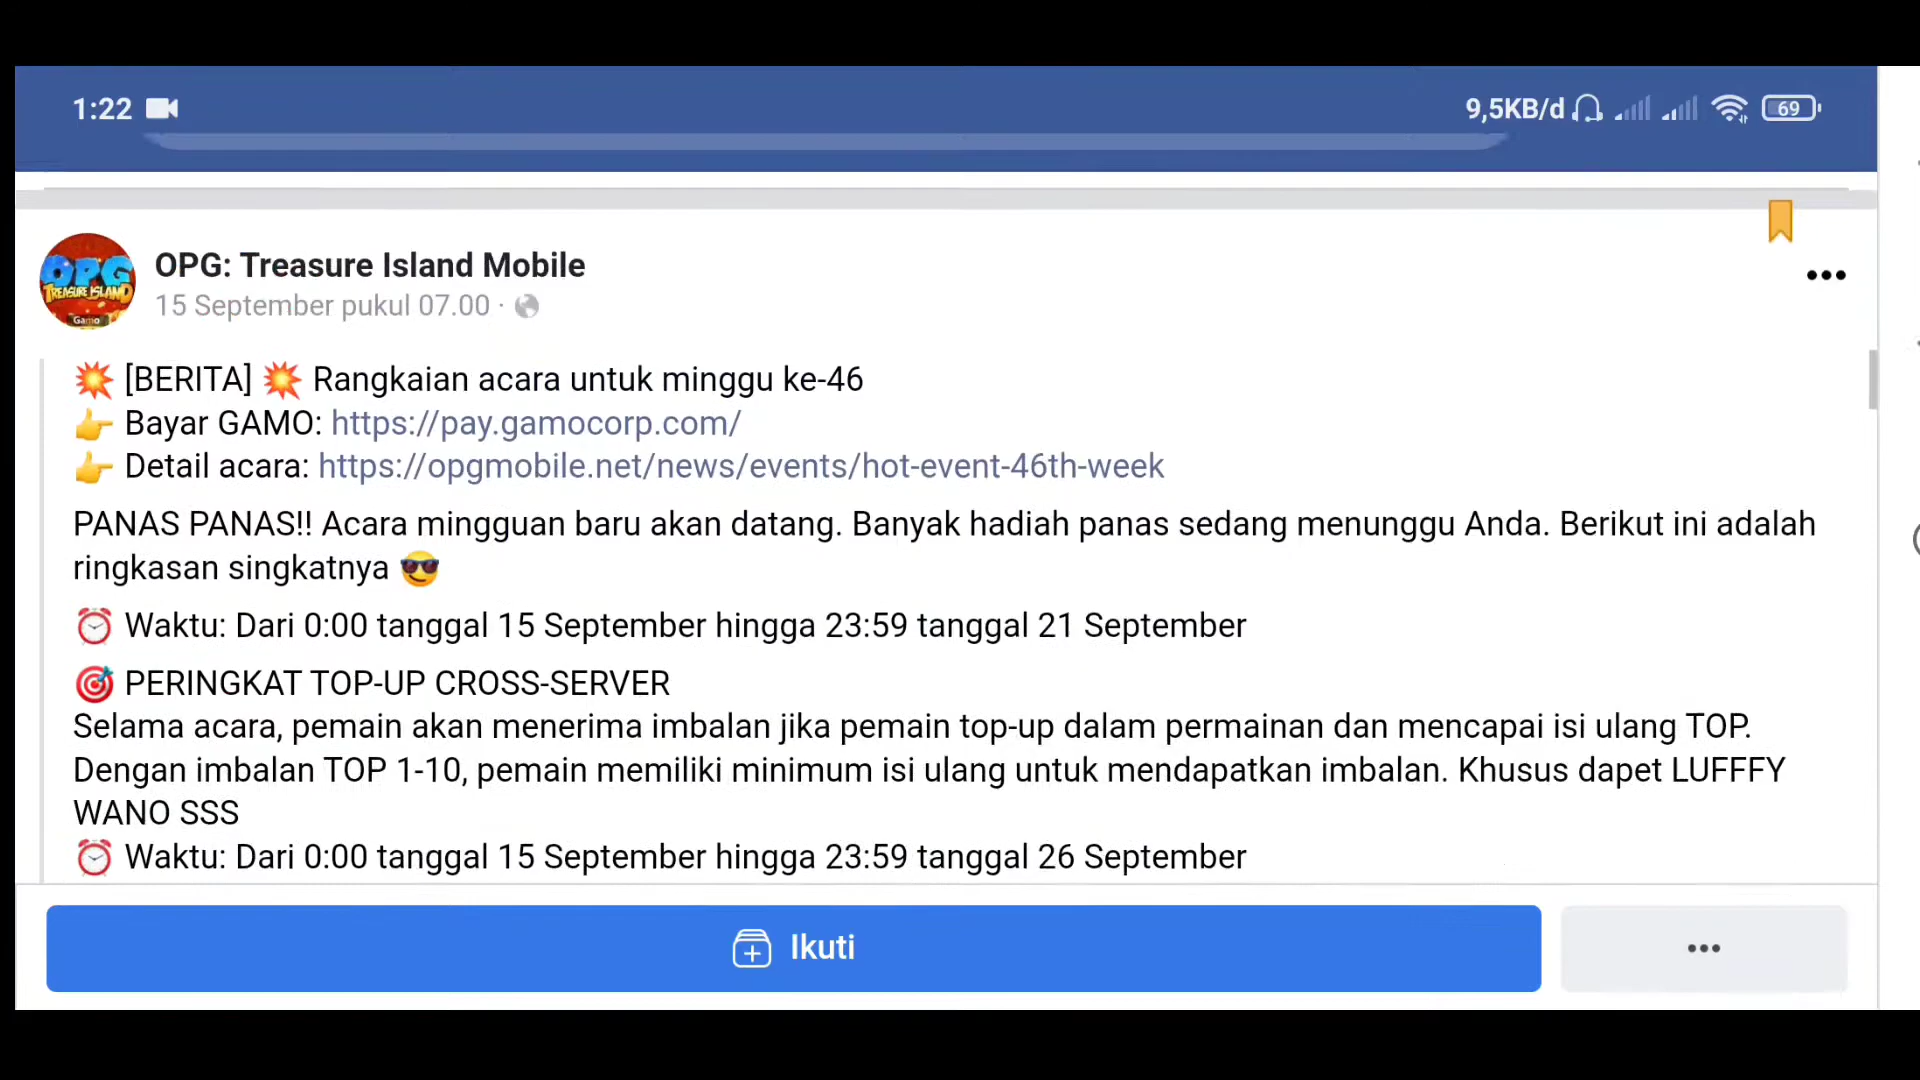 1:22
9,5KB/d
69
OPG: Treasure Island Mobile
15 September pukul 07.00 ·
OPG
TREASURE ISLAND
Gamo
💥 [BERITA] 💥 Rangkaian acara untuk minggu ke-46
👉 Bayar GAMO: https://pay.gamocorp.com/
👉 Detail acara: https://opgmobile.net/news/events/hot-event-46th-week
PANAS PANAS!! Acara mingguan baru akan datang. Banyak hadiah panas sedang menunggu Anda. Berikut ini adalah
ringkasan singkatnya 😎
⏰ Waktu: Dari 0:00 tanggal 15 September hingga 23:59 tanggal 21 September
🎯 PERINGKAT TOP-UP CROSS-SERVER
Selama acara, pemain akan menerima imbalan jika pemain top-up dalam permainan dan mencapai isi ulang TOP.
Dengan imbalan TOP 1-10, pemain memiliki minimum isi ulang untuk mendapatkan imbalan. Khusus dapet LUFFFY
WANO SSS
⏰ Waktu: Dari 0:00 tanggal 15 September hingga 23:59 tanggal 26 September
Ikuti